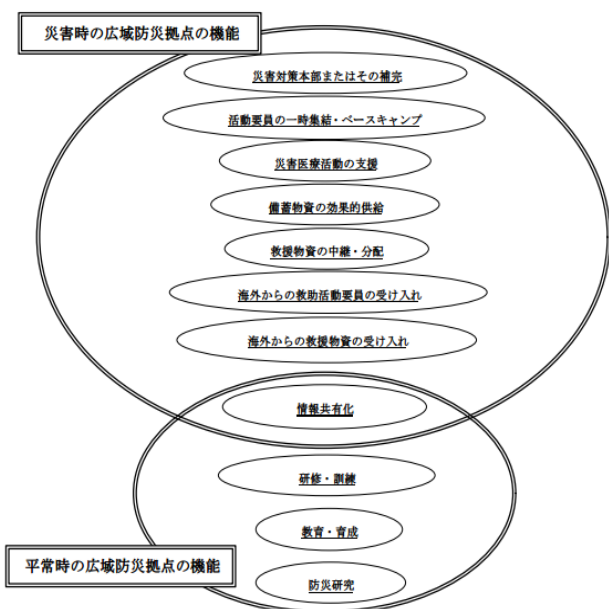 災害時の広域防災拠点の機能
災害対策本部またはその補完
活動要員の一時集結・ベースキャンプ
災害医療活動の支援
備蓄物資の効果的供給
救援物資の中継・分配
海外からの救助活動要員の受け入れ
海外からの救援物資の受け入れ
情報共有化
研修・訓練
教育・育成
平常時の広域防災拠点の機能
防災研究